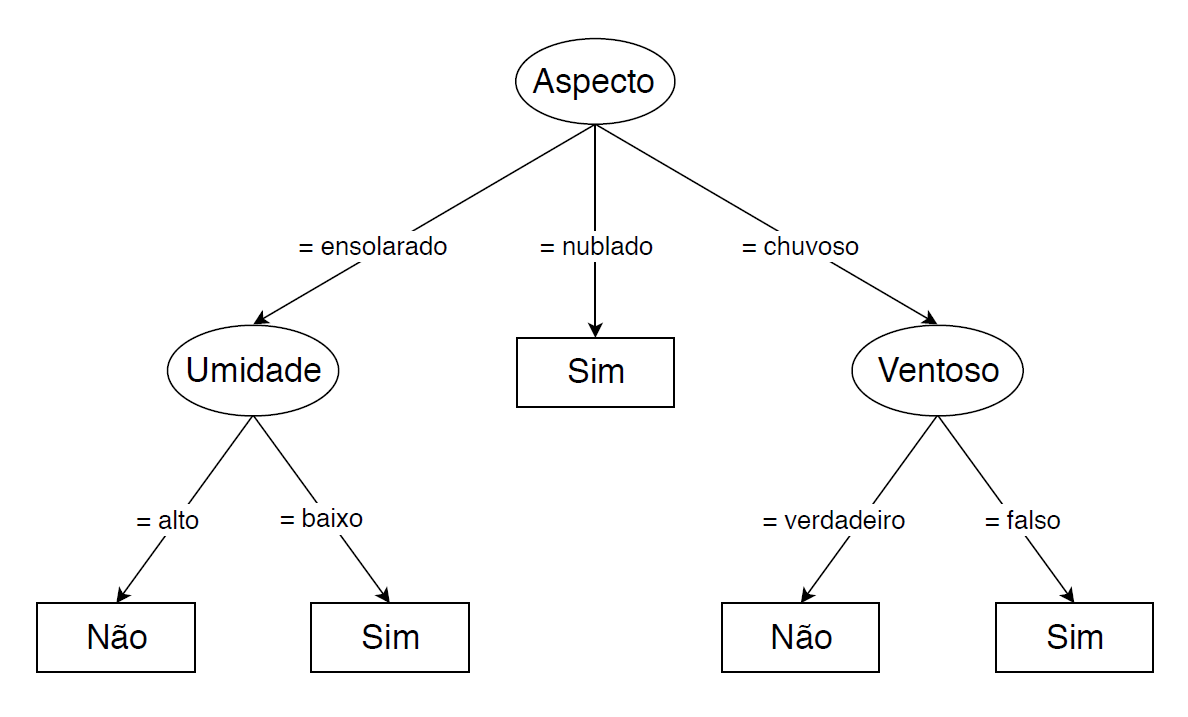 Aspecto
= ensolarado
= nublado
= chuvoso
Umidade
Sim
Ventoso
= alto
= baixo
= verdadeiro
= falso
Não
Sim
Não
Sim